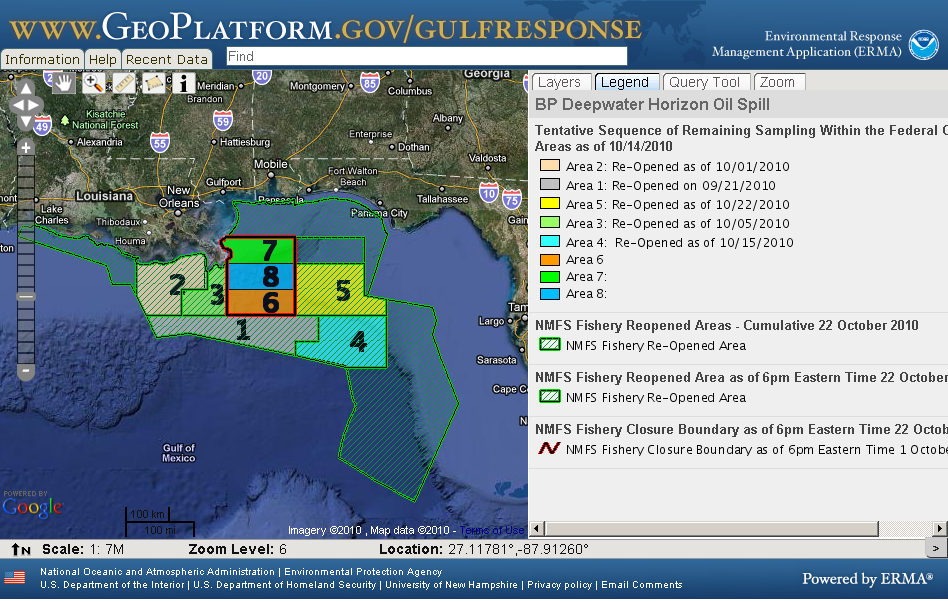 www.GeoPlatform.gov/gulfresponse
Environmental Response
Management Application (ERMA)
Information Help Recent Data Find
Layers Legend Query Tool Zoom
BP Deepwater Horizon Oil Spill
Tentative Sequence of Remaining Sampling Within the Federal
Areas as of 10/14/2010
Area 2: Re-Opened as of 10/01/2010
Area 1: Re-Opened on 09/21/2010
Area 5: Re-Opened as of 10/22/2010
Area 3: Re-Opened as of 10/05/2010
Area 4: Re-Opened as of 10/15/2010
Area 6
Area 7:
Area 8:
NMFS Fishery Reopened Areas - Cumulative 22 October 2010
NMFS Fishery Re-Opened Area
NMFS Fishery Reopened Area as of 6pm Eastern Time 22 October
NMFS Fishery Re-Opened Area
NMFS Fishery Closure Boundary as of 6pm Eastern Time 22 Octob
NMFS Fishery Closure Boundary as of 6pm Eastern Time 1 Octobe
Georgia
20
85
Meridian
Brandon
Montgomery
Columbus
Kisatchie
National Forest
49
59
55
Alexandria
Hattiesburg
Albany
Enterprise
Dothan
Valdosta
Mobile
Louisiana
New
Orleans
Gulfport
Fort Walton
Beach
Tallahassee
10
75
Lake
Charles
Pensacola
Panama City
Gain
Thibodaux
Houma
7
8
6
2
3
5
1
4
Tam
Largo
Sarasota
Cape C
Gulf of
Mexico
POWERED BY
Google
100 km
100 mi
Imagery ©2010 , Map data ©2010 - Terms of Use
N Scale: 1: 7M Zoom Level: 6 Location: 27.11781°,-87.91260° >
National Oceanic and Atmospheric Administration | Environmental Protection Agency
U.S. Department of the Interior | U.S. Department of Homeland Security | University of New Hampshire | Privacy policy | Email Comments
Powered by ERMA®